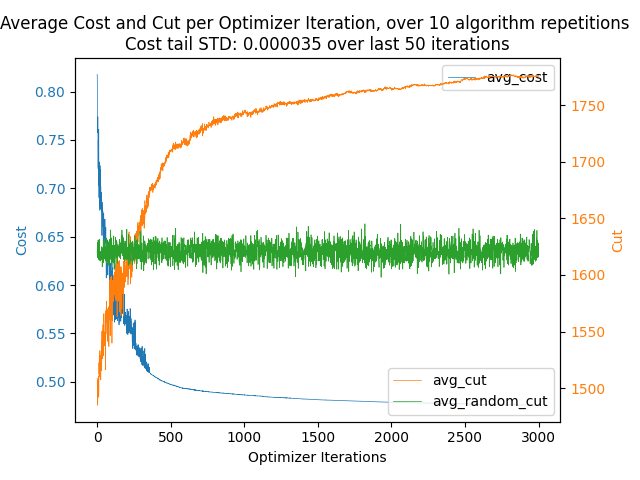 Average Cost and Cut per Optimizer Iteration, over 10 algorithm repetitions
Cost tail STD: 0.000035 over last 50 iterations
avg_cost
0.80
0.75
0.70
0.65
0.60
0.55
0.50
Cost
1750
1700
1650
1600
1550
1500
Cut
avg_cut
avg_random_cut
0
500
1000
1500
2000
2500
3000
Optimizer Iterations